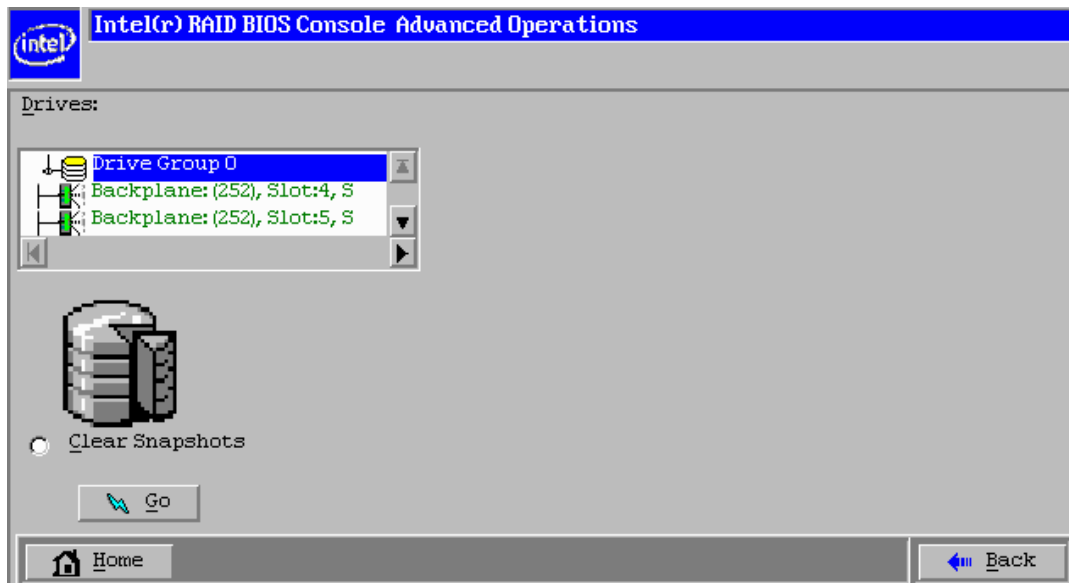 intel
Intel(r) RAID BIOS Console Advanced Operations
Drives:
Drive Group 0
Backplane: (252), Slot:4, S
Backplane: (252), Slot:5, S
Clear Snapshots
Go
Home
Back